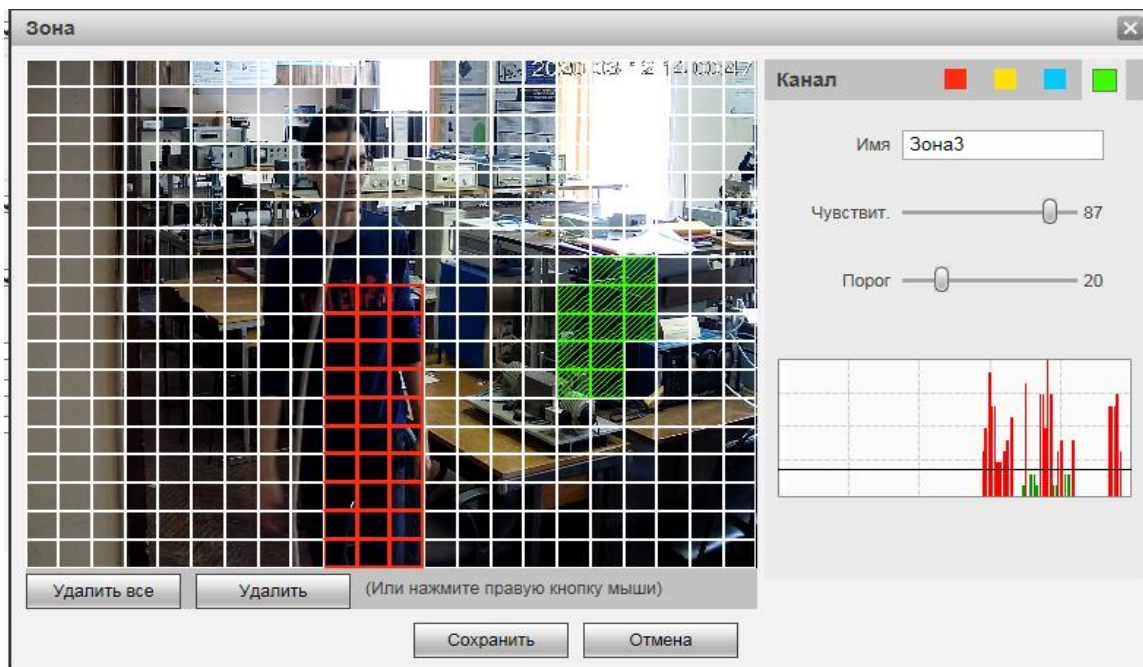 Зона
Канал
Имя Зона3
Чувствит. 87
Порог 20
Удалить все Удалить (Или нажмите правую кнопку мыши)
Сохранить Отмена